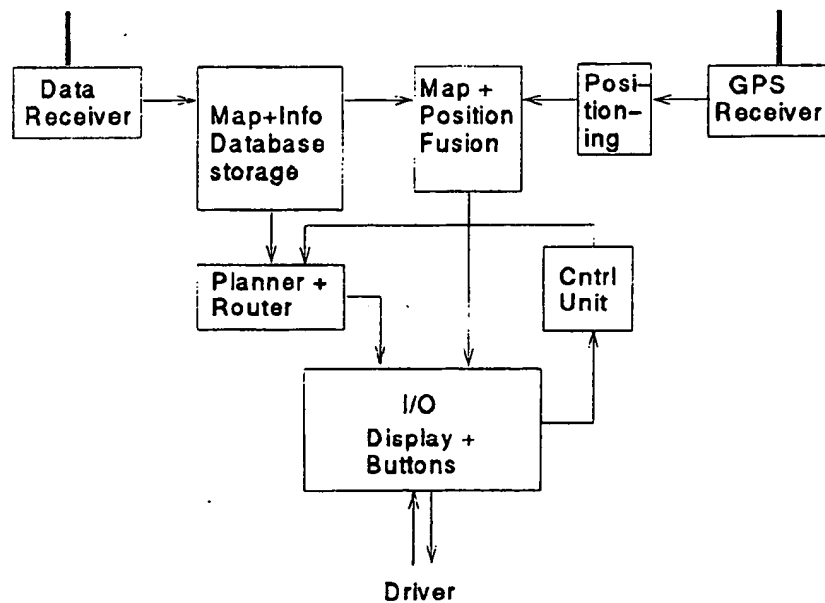 Data
Receiver
Map+Info
Database
storage
Map +
Position
Fusion
Posi-
tion-
ing
GPS
Receiver
Planner +
Router
Cntrl
Unit
I/O
Display +
Buttons
Driver